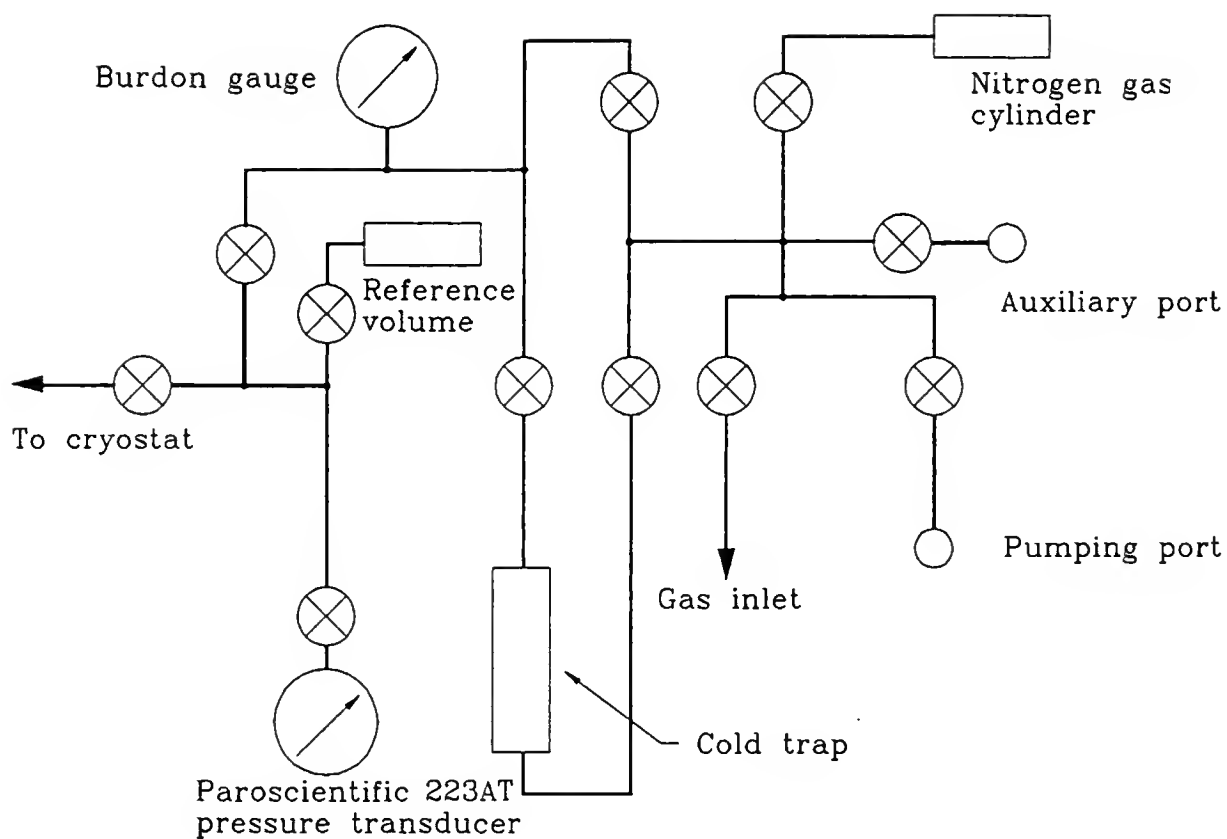 Burdon gauge
Nitrogen gas
cylinder
Reference
volume
Auxiliary port
To cryostat
Pumping port
Gas inlet
Cold trap
Paroscientific 223AT
pressure transducer